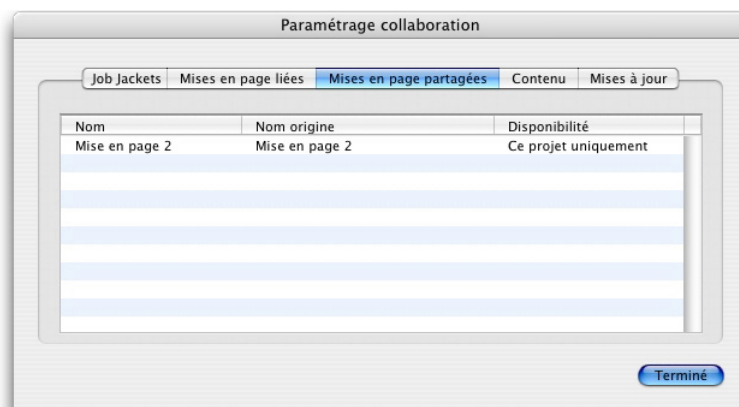 Paramétrage collaboration
Job Jackets Mises en page liées Mises en page partagées Contenu Mises à jour
Nom Nom origine Disponibilité
Mise en page 2 Mise en page 2 Ce projet uniquement
Terminé